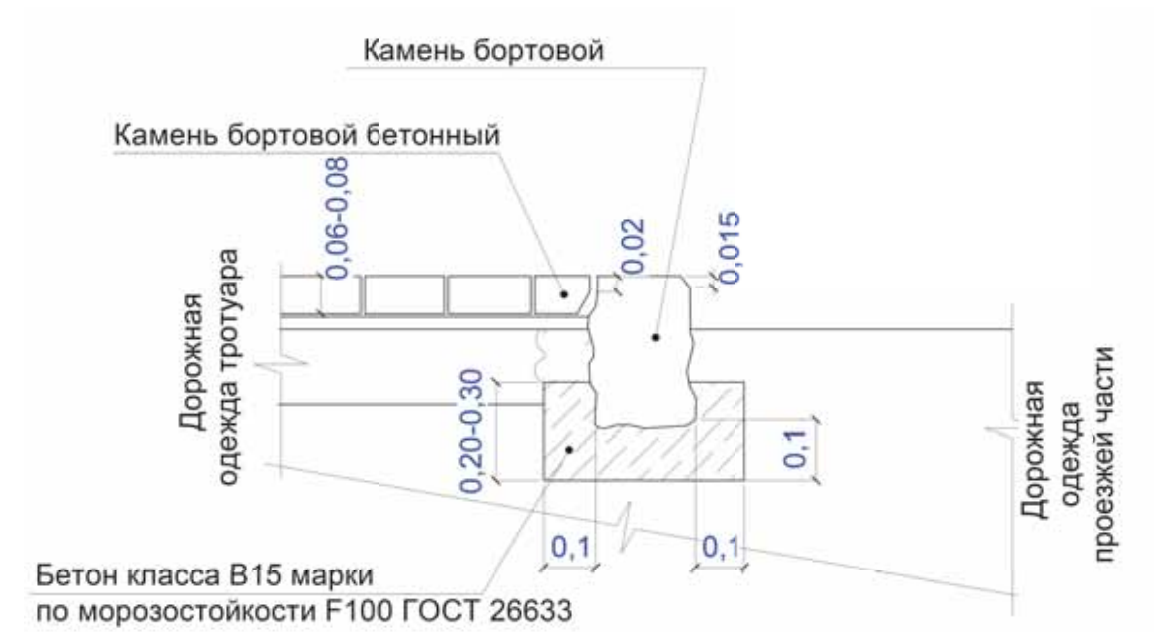 Камень бортовой
Камень бортовой бетонный
0,06-0,08
0,02
0,015
Дорожная
одежда тротуара
0,20-0,30
0,1
Дорожная
одежда
проезжей части
0,1
0,1
Бетон класса В15 марки
по морозостойкости F100 ГОСТ 26633